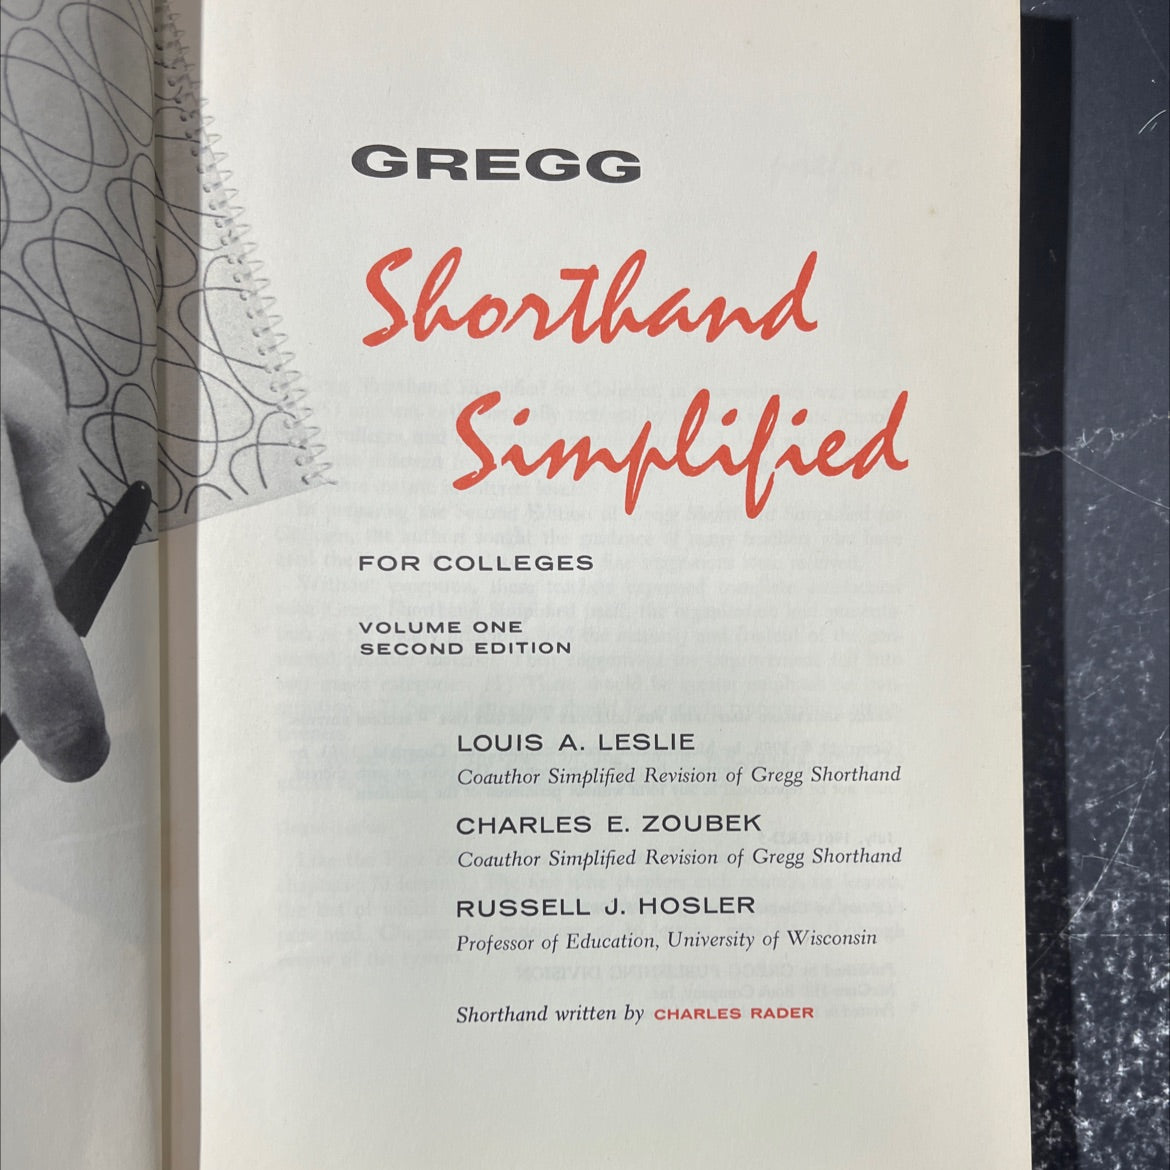 GREGG
Shorthand
Simplified
FOR COLLEGES
VOLUME ONE
SECOND EDITION
LOUIS A. LESLIE
Coauthor Simplified Revision of Gregg Shorthand
CHARLES E. ZOUBEK
Coauthor Simplified Revision of Gregg Shorthand
RUSSELL J. HOSLER
Professor of Education, University of Wisconsin
Shorthand written by CHARLES RADER